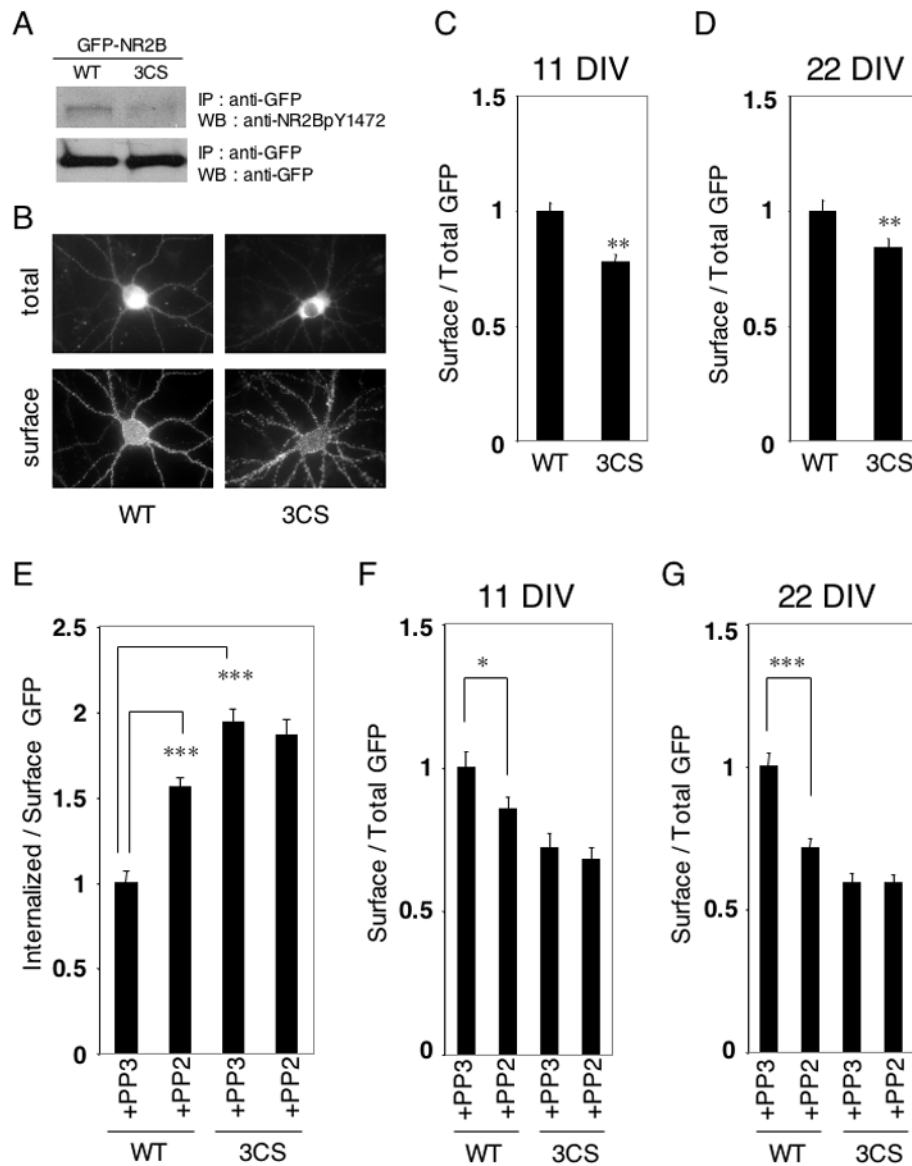 A
GFP-NR2B
WT 3CS
IP : anti-GFP
WB : anti-NR2BpY1472
IP : anti-GFP
WB : anti-GFP
B
total
surface
WT 3CS
C
11 DIV
Surface / Total GFP
1.5
1
0.5
0
**
WT 3CS
D
22 DIV
Surface / Total GFP
1.5
1
0.5
0
**
WT 3CS
E
Internalized / Surface GFP
2.5
2
1.5
1
0.5
0
***
***
+PP3 +PP2 +PP3 +PP2
WT 3CS
F
11 DIV
Surface / Total GFP
1.5
1
0.5
0
*
+PP3 +PP2 +PP3 +PP2
WT 3CS
G
22 DIV
Surface / Total GFP
1.5
1
0.5
0
***
+PP3 +PP2 +PP3 +PP2
WT 3CS